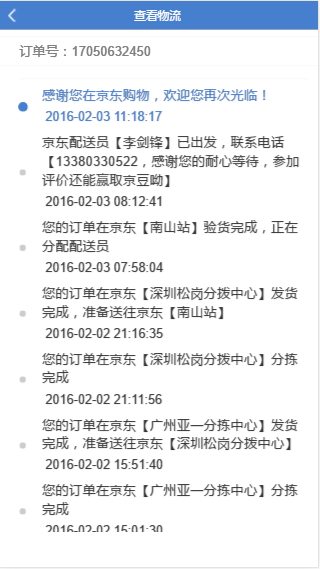 查看物流
订单号：17050632450
感谢您在京东购物，欢迎您再次光临！
2016-02-03 11:18:17
京东配送员【李剑锋】已出发，联系电话
【13380330522，感谢您的耐心等待，参加
评价还能赢取京豆呦】
2016-02-03 08:12:41
您的订单在京东【南山站】验货完成，正在
分配配送员
2016-02-03 07:58:04
您的订单在京东【深圳松岗分拨中心】发货
完成，准备送往京东【南山站】
2016-02-02 21:16:35
您的订单在京东【深圳松岗分拨中心】分拣
完成
2016-02-02 21:11:56
您的订单在京东【广州亚一分拣中心】发货
完成，准备送往京东【深圳松岗分拨中心】
2016-02-02 15:51:40
您的订单在京东【广州亚一分拣中心】分拣
完成
2016-02-02 15:01:30